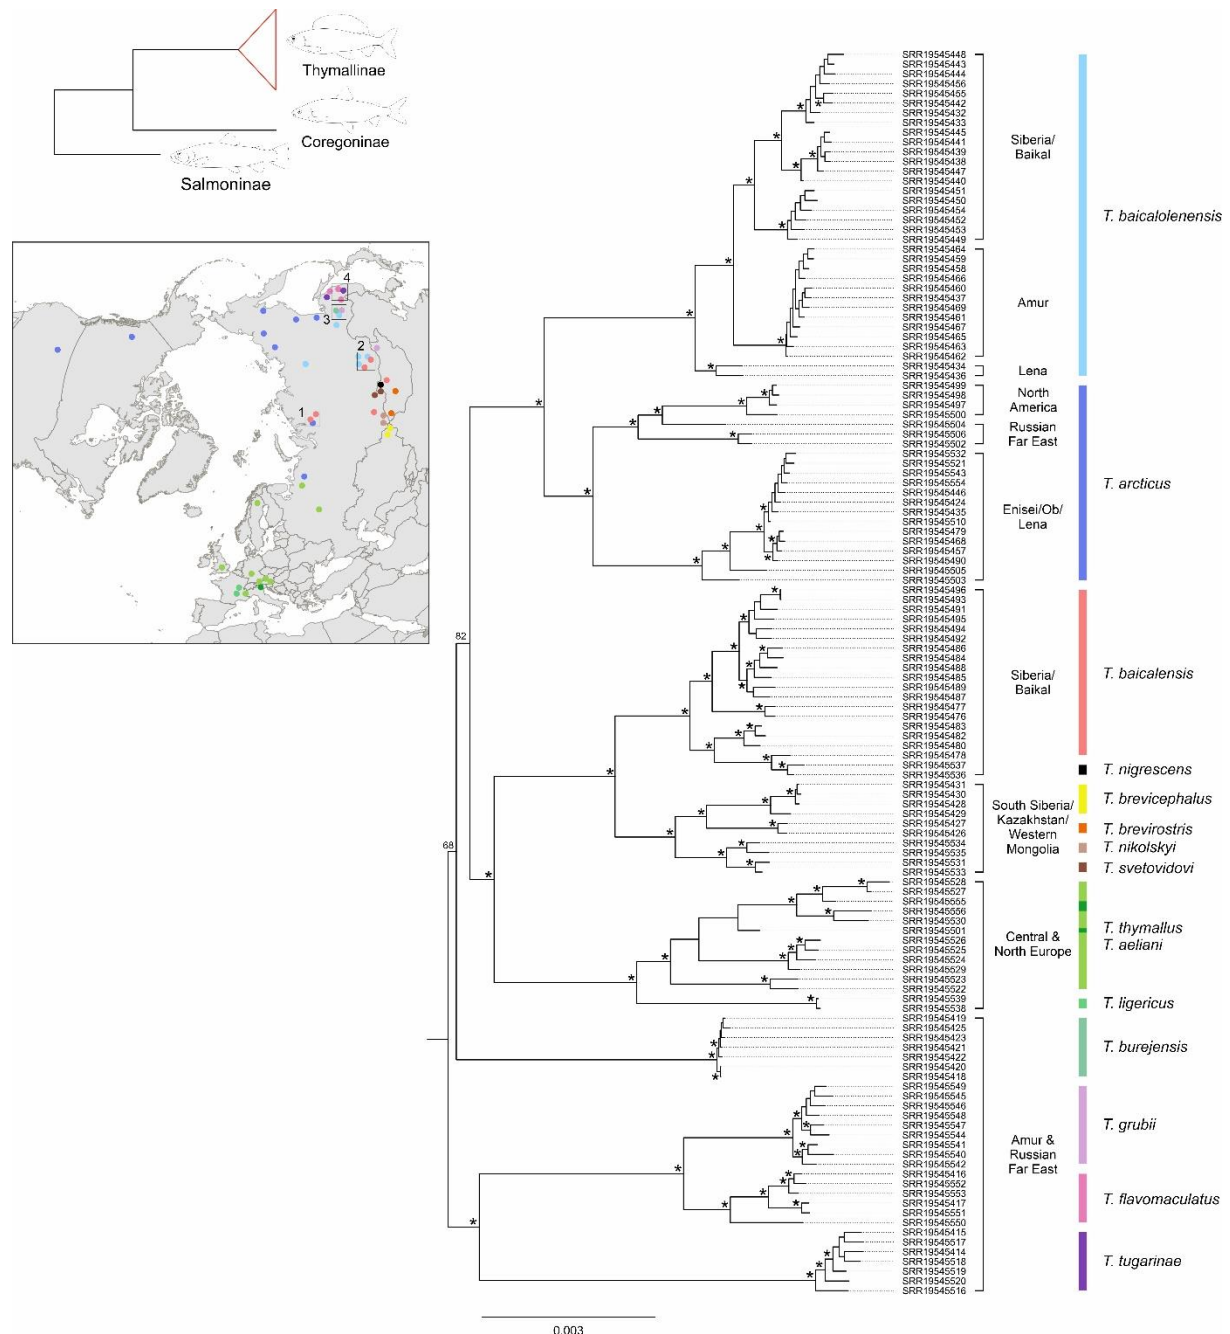 Thymallinae
Coregoninae
Salmoninae
4
3
2
1
82
68
SRR19545448
SRR19545443
SRR19545444
SRR19545456
SRR19545455
SRR19545442
SRR19545432
SRR19545433
SRR19545445
SRR19545441
SRR19545439
SRR19545438
SRR19545447
SRR19545440
SRR19545451
SRR19545450
SRR19545454
SRR19545452
SRR19545453
SRR19545449
SRR19545464
SRR19545459
SRR19545458
SRR19545466
SRR19545460
SRR19545437
SRR19545469
SRR19545461
SRR19545467
SRR19545465
SRR19545463
SRR19545462
SRR19545434
SRR19545436
SRR19545499
SRR19545498
SRR19545497
SRR19545500
SRR19545504
SRR19545506
SRR19545502
SRR19545532
SRR19545521
SRR19545543
SRR19545554
SRR19545446
SRR19545424
SRR19545435
SRR19545510
SRR19545479
SRR19545468
SRR19545457
SRR19545490
SRR19545505
SRR19545503
SRR19545496
SRR19545493
SRR19545491
SRR19545495
SRR19545494
SRR19545492
SRR19545486
SRR19545484
SRR19545488
SRR19545485
SRR19545489
SRR19545487
SRR19545477
SRR19545476
SRR19545483
SRR19545482
SRR19545480
SRR19545478
SRR19545537
SRR19545536
SRR19545431
SRR19545430
SRR19545428
SRR19545429
SRR19545427
SRR19545426
SRR19545534
SRR19545535
SRR19545531
SRR19545533
SRR19545528
SRR19545527
SRR19545555
SRR19545556
SRR19545530
SRR19545501
SRR19545526
SRR19545525
SRR19545524
SRR19545529
SRR19545523
SRR19545522
SRR19545539
SRR19545538
SRR19545419
SRR19545425
SRR19545423
SRR19545421
SRR19545422
SRR19545420
SRR19545418
SRR19545549
SRR19545545
SRR19545546
SRR19545548
SRR19545547
SRR19545544
SRR19545541
SRR19545540
SRR19545542
SRR19545416
SRR19545552
SRR19545553
SRR19545417
SRR19545551
SRR19545550
SRR19545415
SRR19545517
SRR19545414
SRR19545518
SRR19545519
SRR19545520
SRR19545516
Siberia/
Baikal
Amur
Lena
North
America
Russian
Far East
Enisei/Ob/
Lena
Siberia/
Baikal
South Siberia/
Kazakhstan/
Western
Mongolia
Central &
North Europe
Amur &
Russian
Far East
T. baicalolenensis
T. arcticus
T. baicalensis
T. nigrescens
T. brevicephalus
T. brevirostris
T. nikolskyi
T. svetovidovi
T. thymallus
T. aeliani
T. ligericus
T. burejensis
T. grubii
T. flavomaculatus
T. tugarinae
0.003